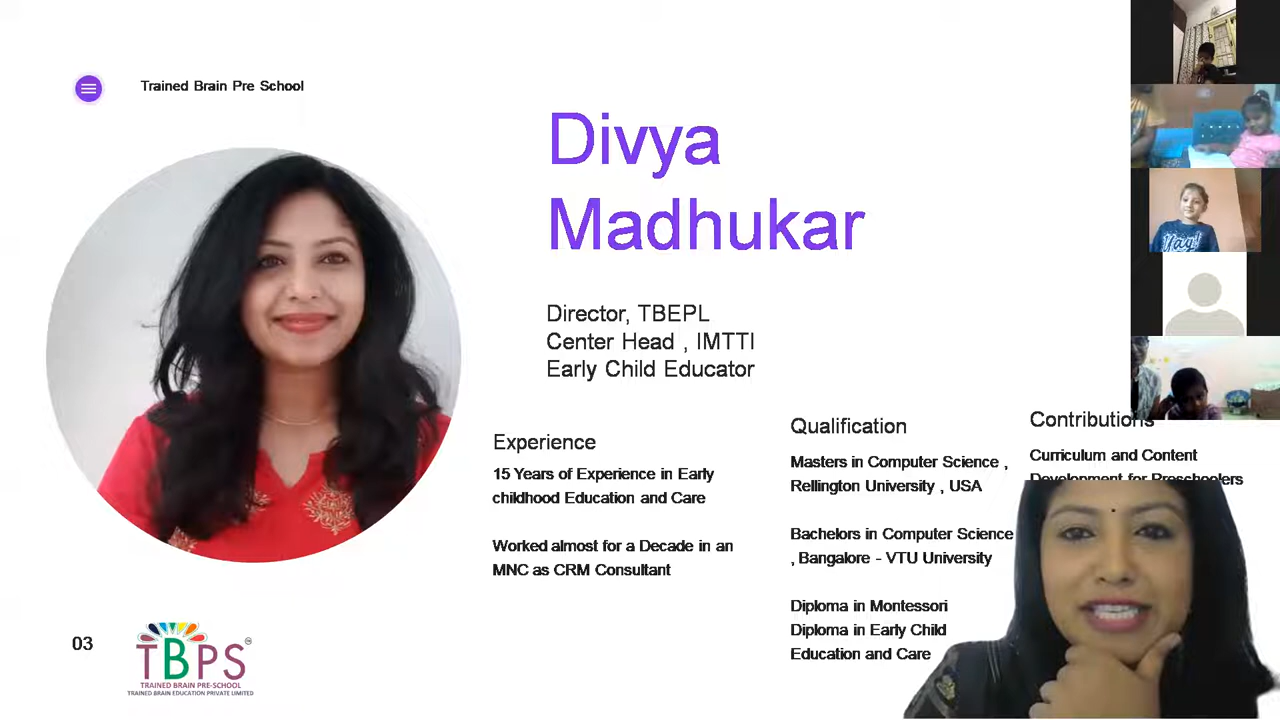 Trained Brain Pre School
Divya
Madhukar
Director, TBEPL
Center Head , IMTTI
Early Child Educator
Experience
15 Years of Experience in Early
childhood Education and Care
Worked almost for a Decade in an
MNC as CRM Consultant
Qualification
Masters in Computer Science ,
Rellington University , USA
Bachelors in Computer Science
, Bangalore - VTU University
Diploma in Montessori
Diploma in Early Child
Education and Care
Contributions
Curriculum and Content
Development for Preschoolers
03
TBPS
TRAINED BRAIN PRE-SCHOOL
TRAINED BRAIN EDUCATION PRIVATE LIMITED